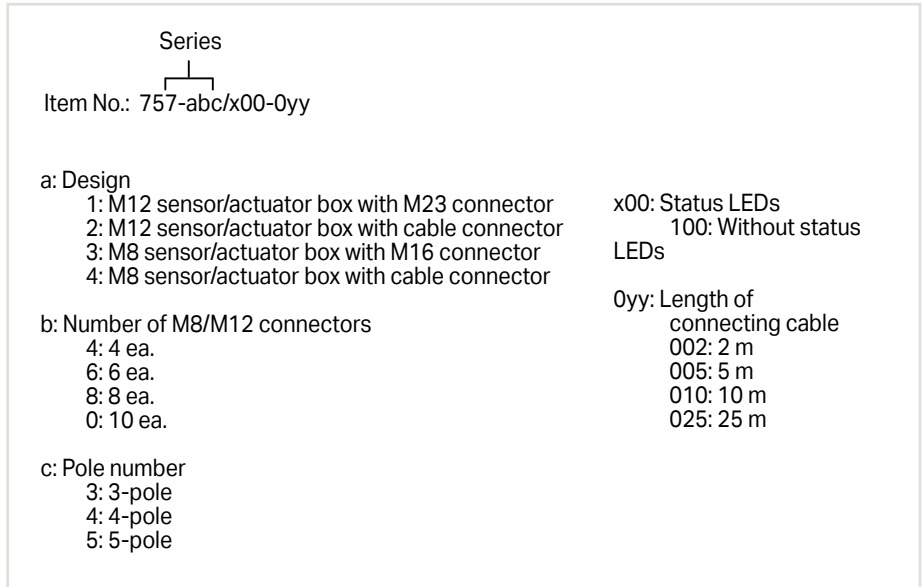 Series
Item No.: 757-abc/x00-0yy
a: Design
1: M12 sensor/actuator box with M23 connector
2: M12 sensor/actuator box with cable connector
3: M8 sensor/actuator box with M16 connector
4: M8 sensor/actuator box with cable connector
b: Number of M8/M12 connectors
4: 4 ea.
6: 6 ea.
8: 8 ea.
0: 10 ea.
c: Pole number
3: 3-pole
4: 4-pole
5: 5-pole
x00: Status LEDs
100: Without status
LEDs
0yy: Length of
connecting cable
002: 2 m
005: 5 m
010: 10 m
025: 25 m